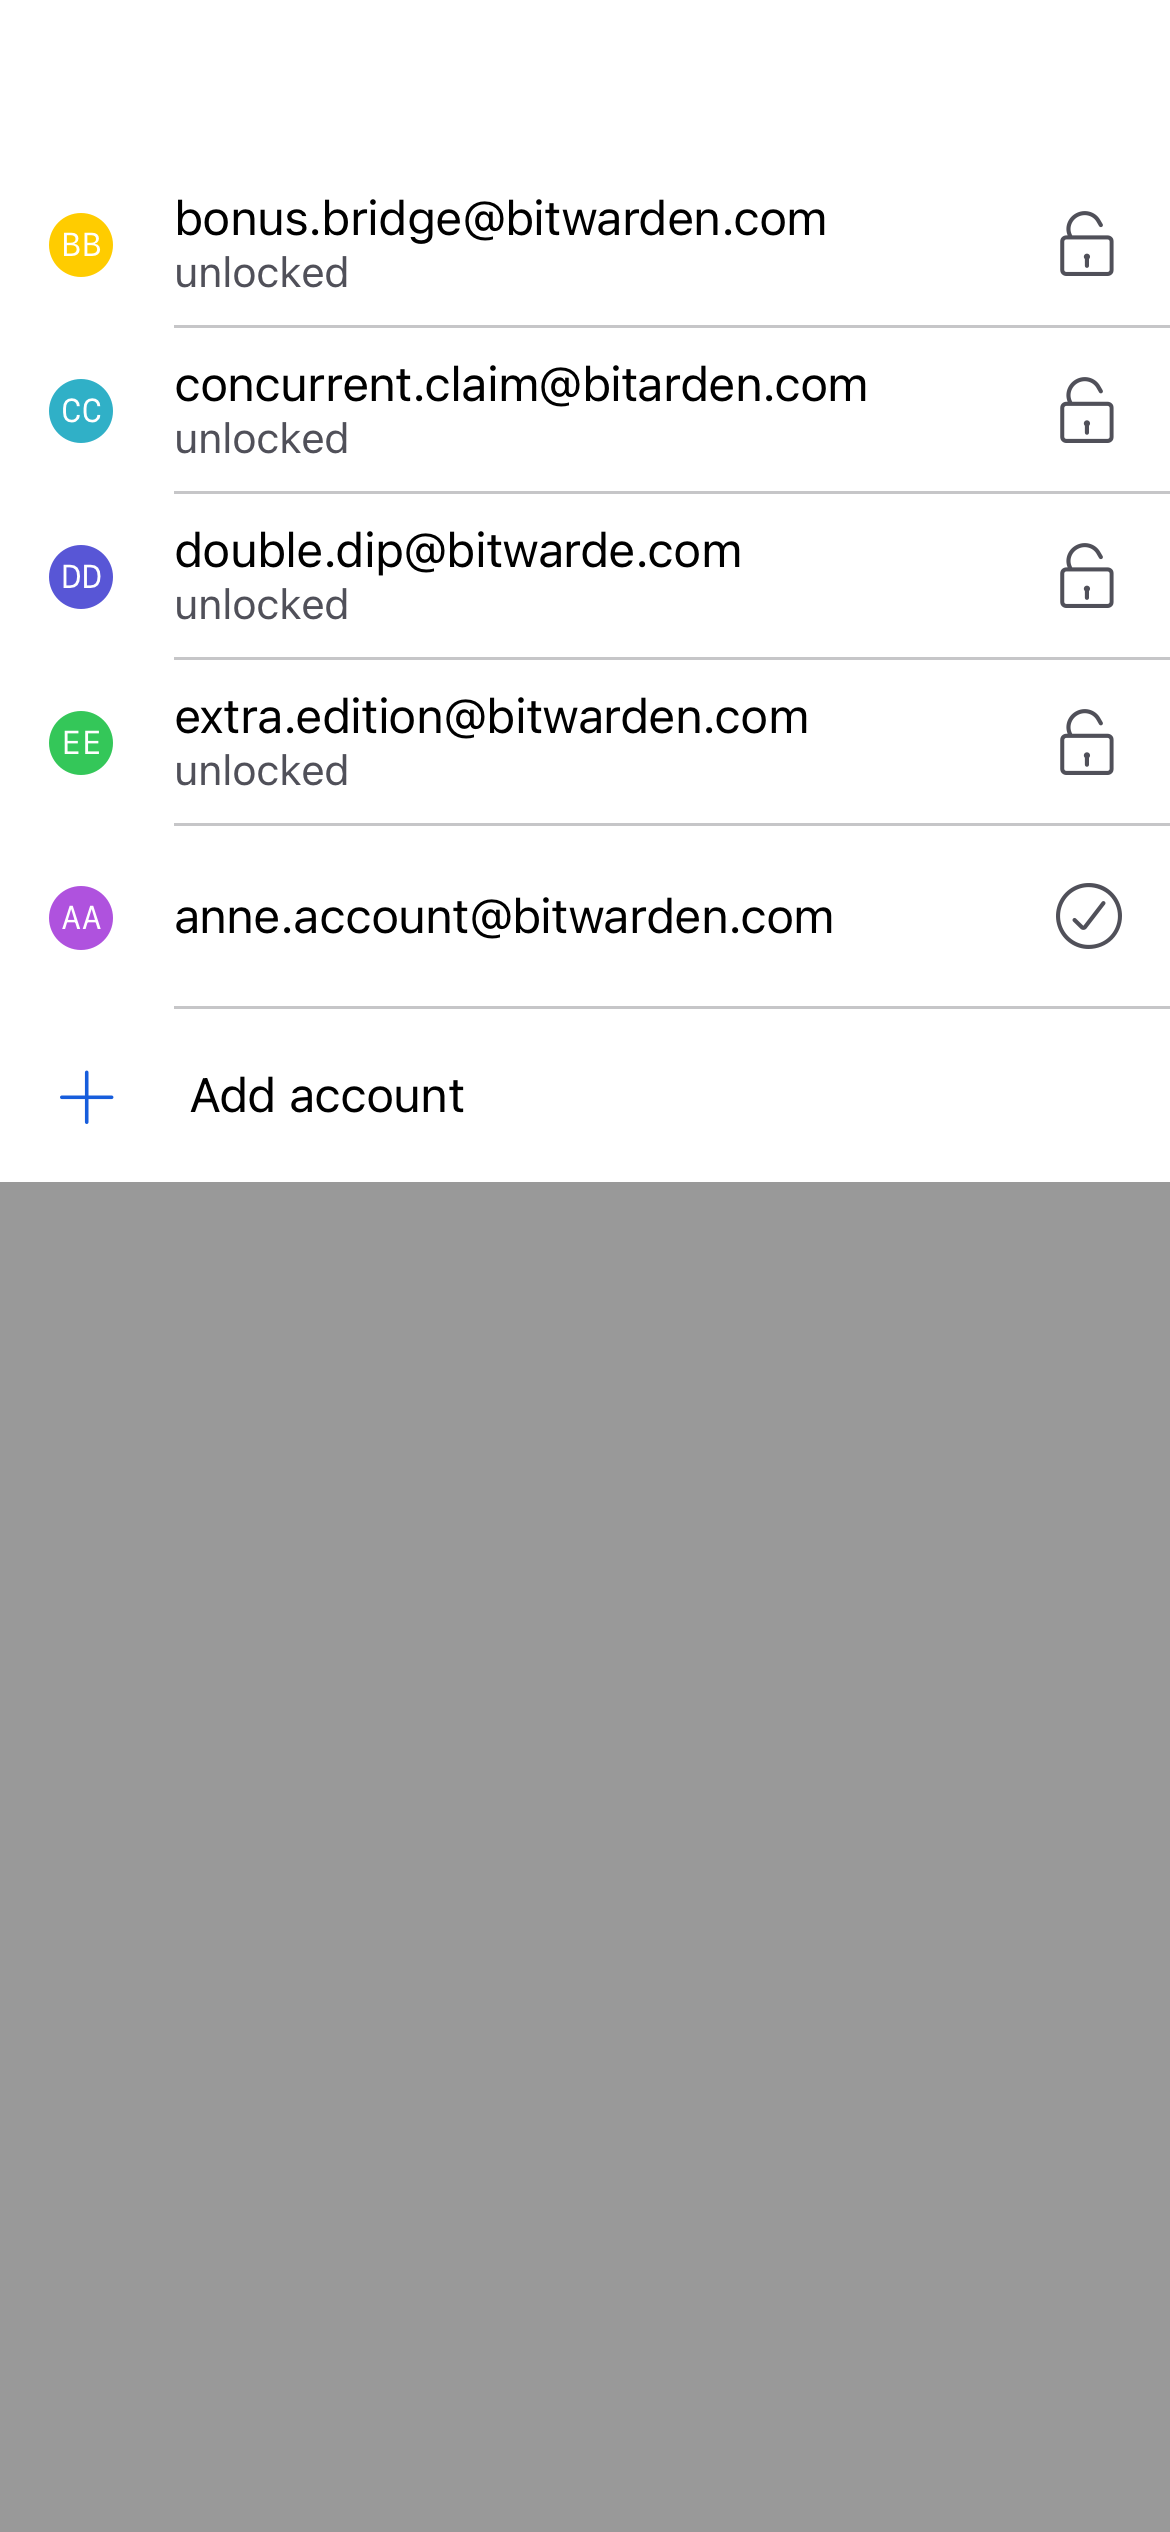 BB
bonus.bridge@bitwarden.com
unlocked
CC
concurrent.claim@bitarden.com
unlocked
DD
double.dip@bitwarde.com
unlocked
EE
extra.edition@bitwarden.com
unlocked
AA
anne.account@bitwarden.com
Add account